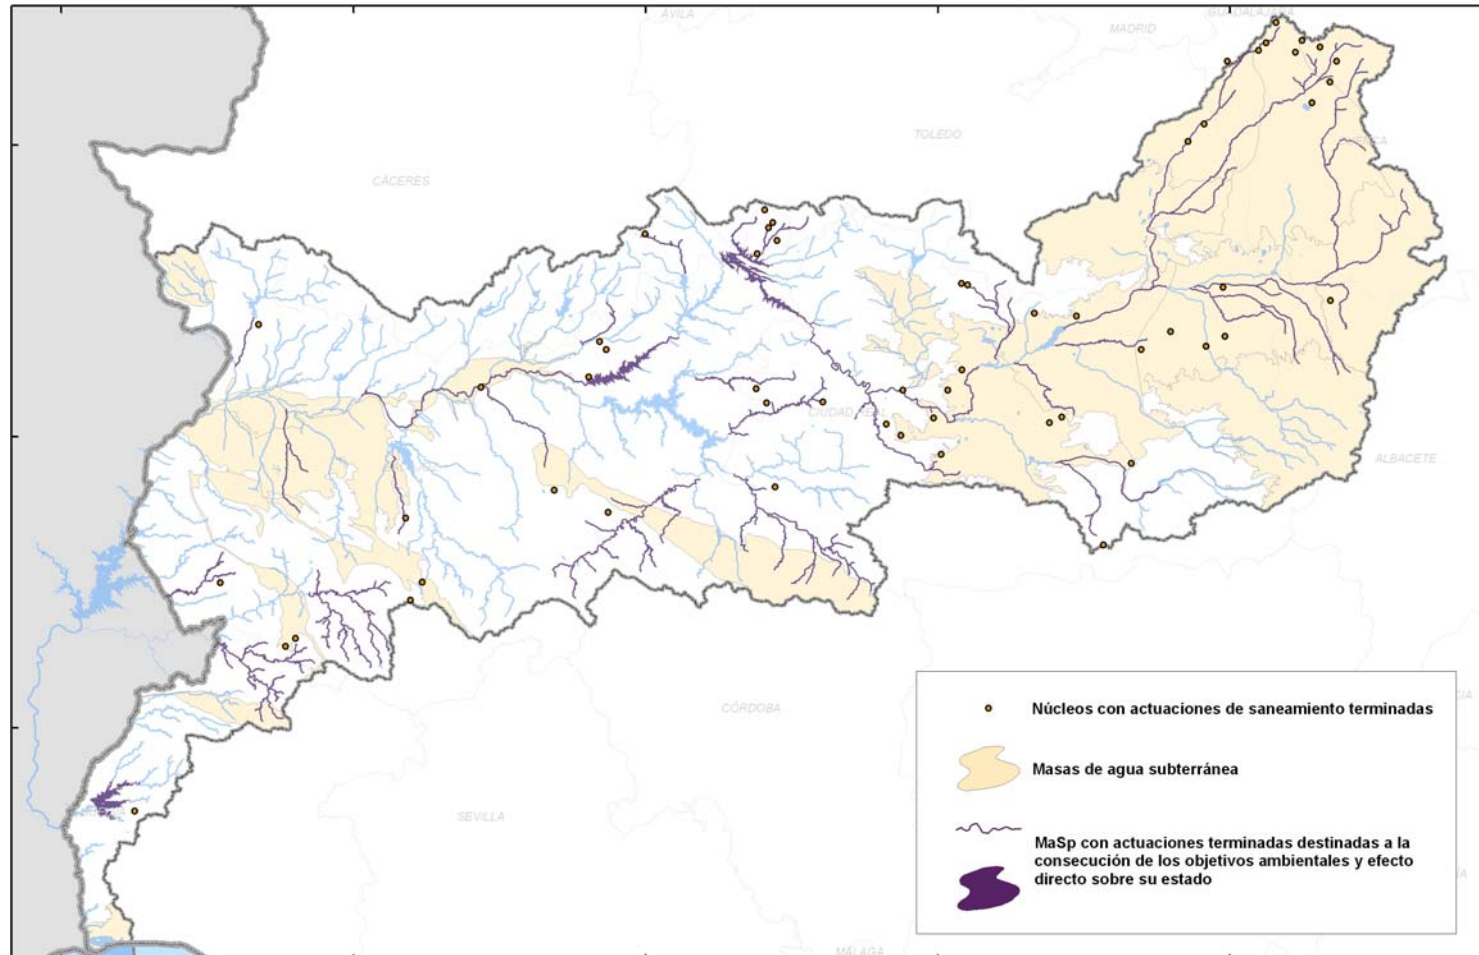 ÁVILA
GUADALAJARA
MADRID
TOLEDO
CÁCERES
CIUDAD REAL
ALBACETE
CÓRDOBA
SEVILLA
MÁLAGA
Núcleos con actuaciones de saneamiento terminadas
Masas de agua subterránea
MaSp con actuaciones terminadas destinadas a la
consecución de los objetivos ambientales y efecto
directo sobre su estado